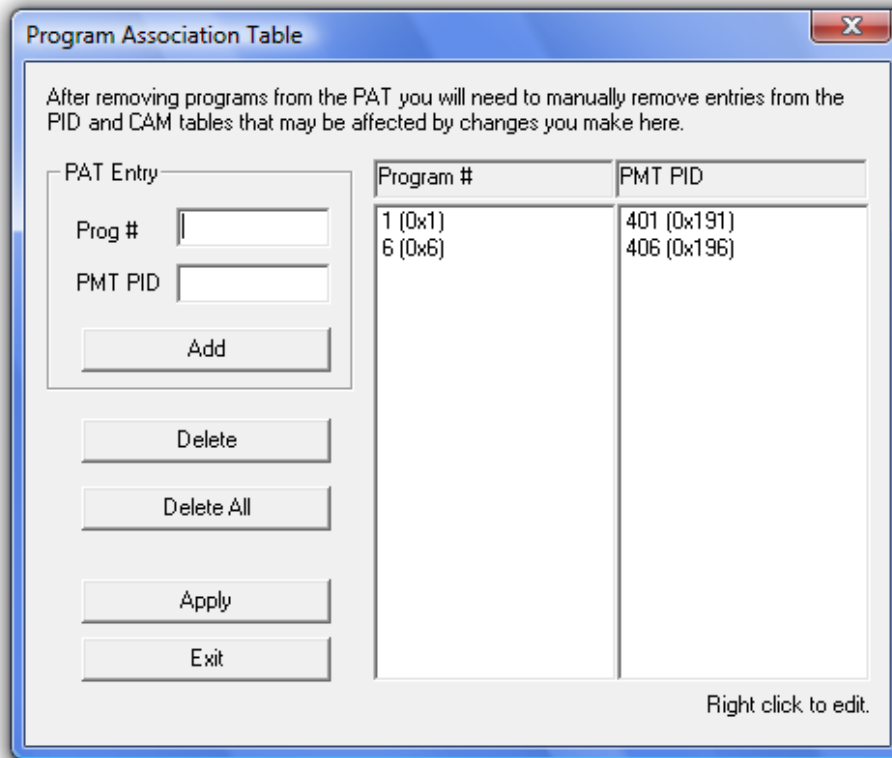 Program Association Table
After removing programs from the PAT you will need to manually remove entries from the
PID and CAM tables that may be affected by changes you make here.
PAT Entry
Prog #
PMT PID
Add
Delete
Delete All
Apply
Exit
Program # PMT PID
1 (0x1) 401 (0x191)
6 (0x6) 406 (0x196)
Right click to edit.